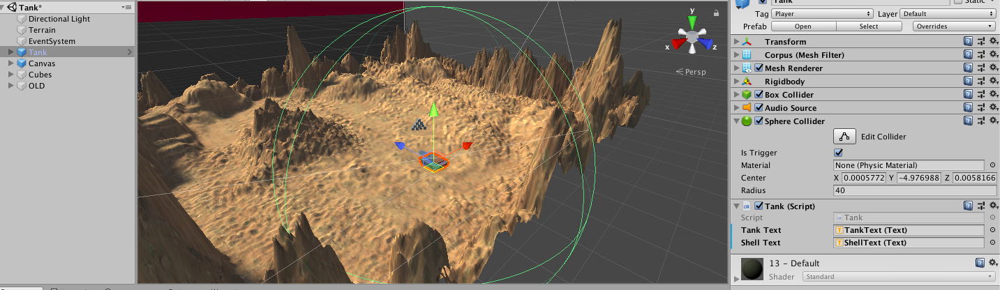 Tank*
Directional Light
Terrain
EventSystem
Tank
Canvas
Cubes
OLD
y
x
z
Persp
Tank
Static
Tag Player Layer Default
Prefab Open Select Overrides
Transform
Corpus (Mesh Filter)
Mesh Renderer
Rigidbody
Box Collider
Audio Source
Sphere Collider
Edit Collider
Is Trigger
Material None (Physic Material)
Center X 0.0005772 Y -4.976988 Z 0.0058166
Radius 40
Tank (Script)
Script Tank
Tank Text TankText (Text)
Shell Text ShellText (Text)
13 - Default
Shader Standard